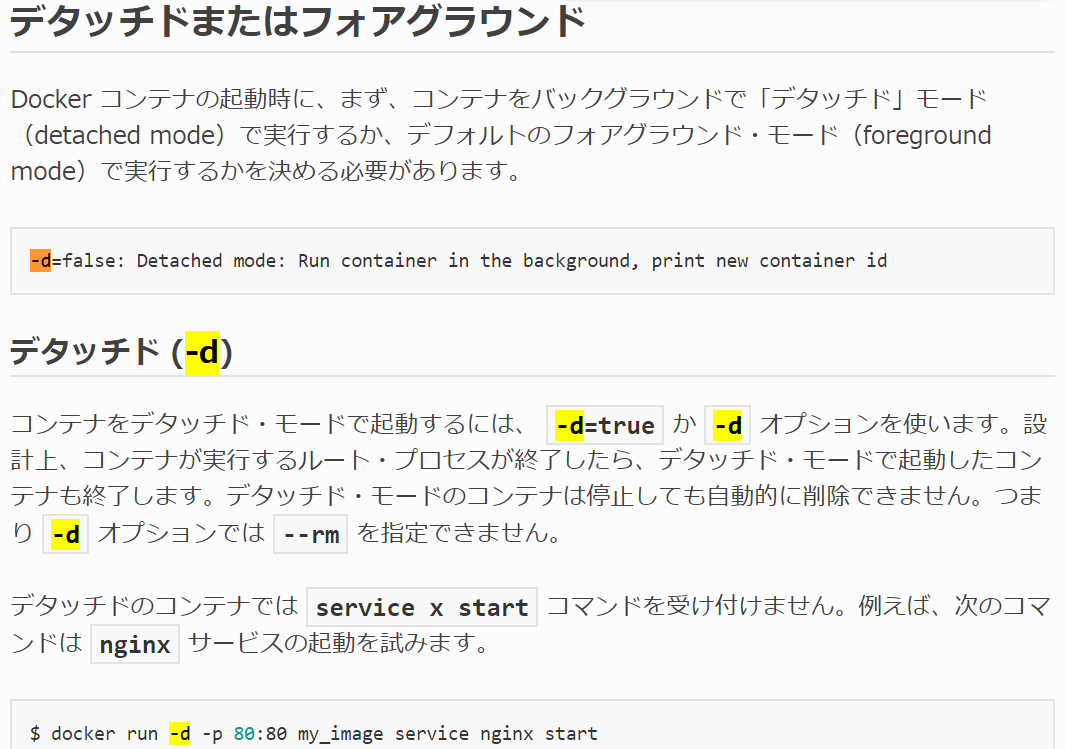 デタッチドまたはフォアグラウンド
Docker コンテナの起動時に、まず、コンテナをバックグラウンドで「デタッチド」モード
（detached mode）で実行するか、デフォルトのフォアグラウンド・モード（foreground
mode）で実行するかを決める必要があります。
-d=false: Detached mode: Run container in the background, print new container id
デタッチド (-d)
コンテナをデタッチド・モードで起動するには、 -d=true か -d オプションを使います。設
計上、コンテナが実行するルート・プロセスが終了したら、デタッチド・モードで起動したコン
テナも終了します。デタッチド・モードのコンテナは停止しても自動的に削除できません。つま
り -d オプションでは --rm を指定できません。
デタッチドのコンテナでは service x start コマンドを受け付けません。例えば、次のコマ
ンドは nginx サービスの起動を試みます。
$ docker run -d -p 80:80 my_image service nginx start